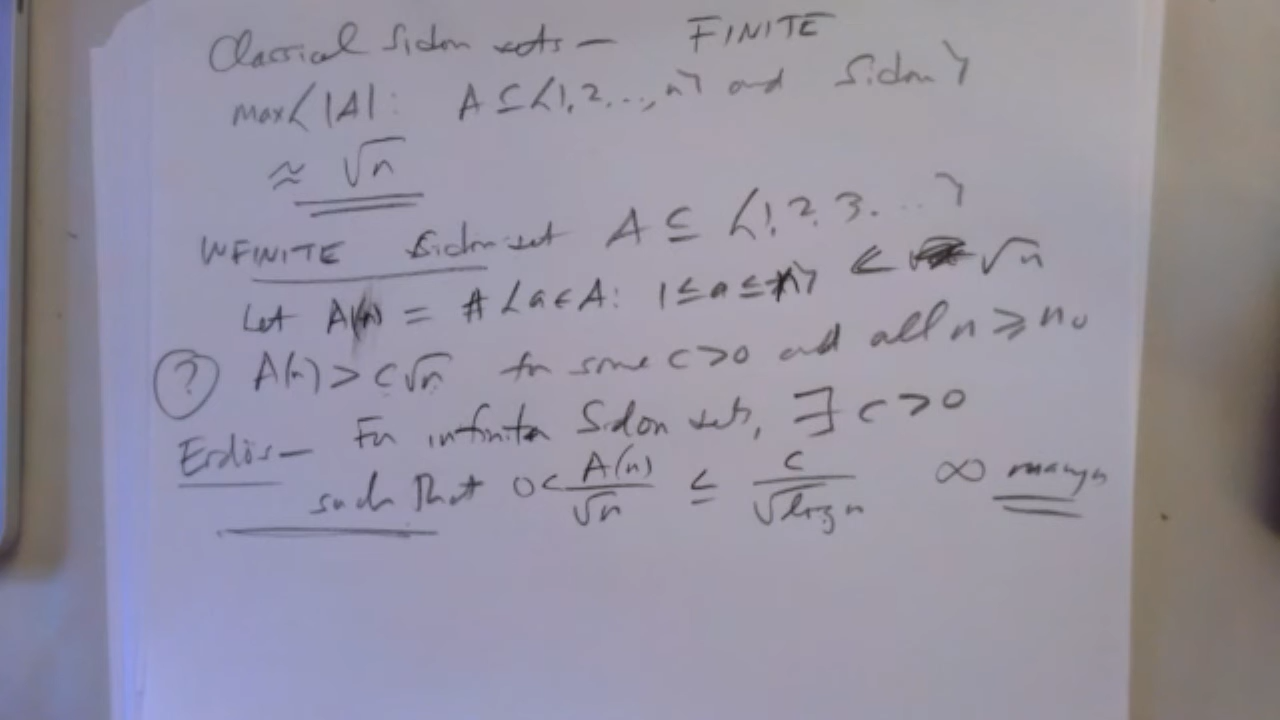 Classical Sidon sets — FINITE
max{|A| : A ⊆ {1,2,...,n} and Sidon}
≈ √n
INFINITE Sidon set A ⊆ {1,2,3...}
Let A(n) = # {a∈A: 1≤a≤n} < √n
? A(n) > c√n for some c>0 and all n ≥ n₀
Erdös — For infinite Sidon sets, ∃ c>0
such that 0< A(n)/√n ≤ c/√log n ∞ many n